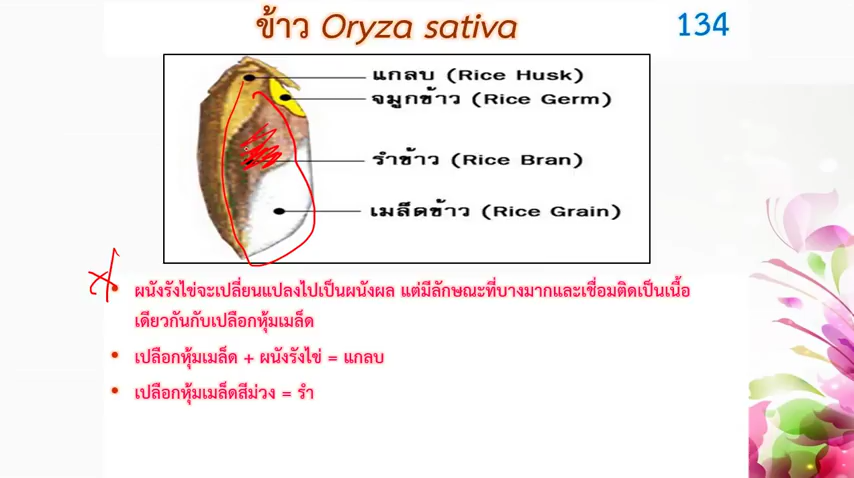 ข้าว Oryza sativa
134
แกลบ (Rice Husk)
จมูกข้าว (Rice Germ)
รำข้าว (Rice Bran)
เมล็ดข้าว (Rice Grain)
ผนังรังไข่จะเปลี่ยนแปลงไปเป็นผนังผล แต่มีลักษณะที่บางมากและเชื่อมติดเป็นเนื้อ
เดียวกันกับเปลือกหุ้มเมล็ด
เปลือกหุ้มเมล็ด + ผนังรังไข่ = แกลบ
เปลือกหุ้มเมล็ดสีม่วง = รำ